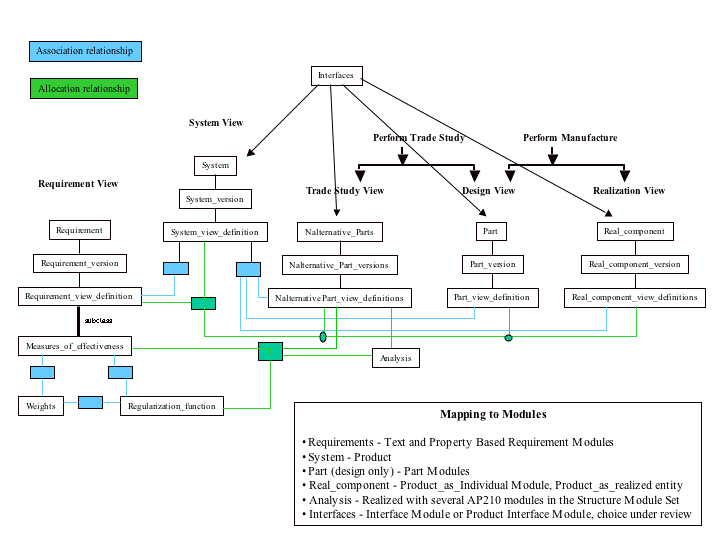 Association relationship
Allocation relationship
Interfaces
System View
Perform Trade Study
Perform Manufacture
System
Requirement View
Trade Study View
Design View
Realization View
System_version
Requirement
System_view_definition
Nalternative_Parts
Part
Real_component
Requirement_version
Nalternative_Part_versions
Part_version
Real_component_version
Requirement_view_definition
Nalternative Part_view_definitions
Part_view_definition
Real_component_view_definitions
subclass
Measures_of_effectiveness
Analysis
Weights
Regularization_function
Mapping to Modules
• Requirements - Text and Property Based Requirement Modules
• System - Product
• Part (design only) - Part Modules
• Real_component - Product_as_Individual Module, Product_as_realized entity
• Analysis - Realized with several AP210 modules in the Structure Module Set
• Interfaces - Interface Module or Product Interface Module, choice under review